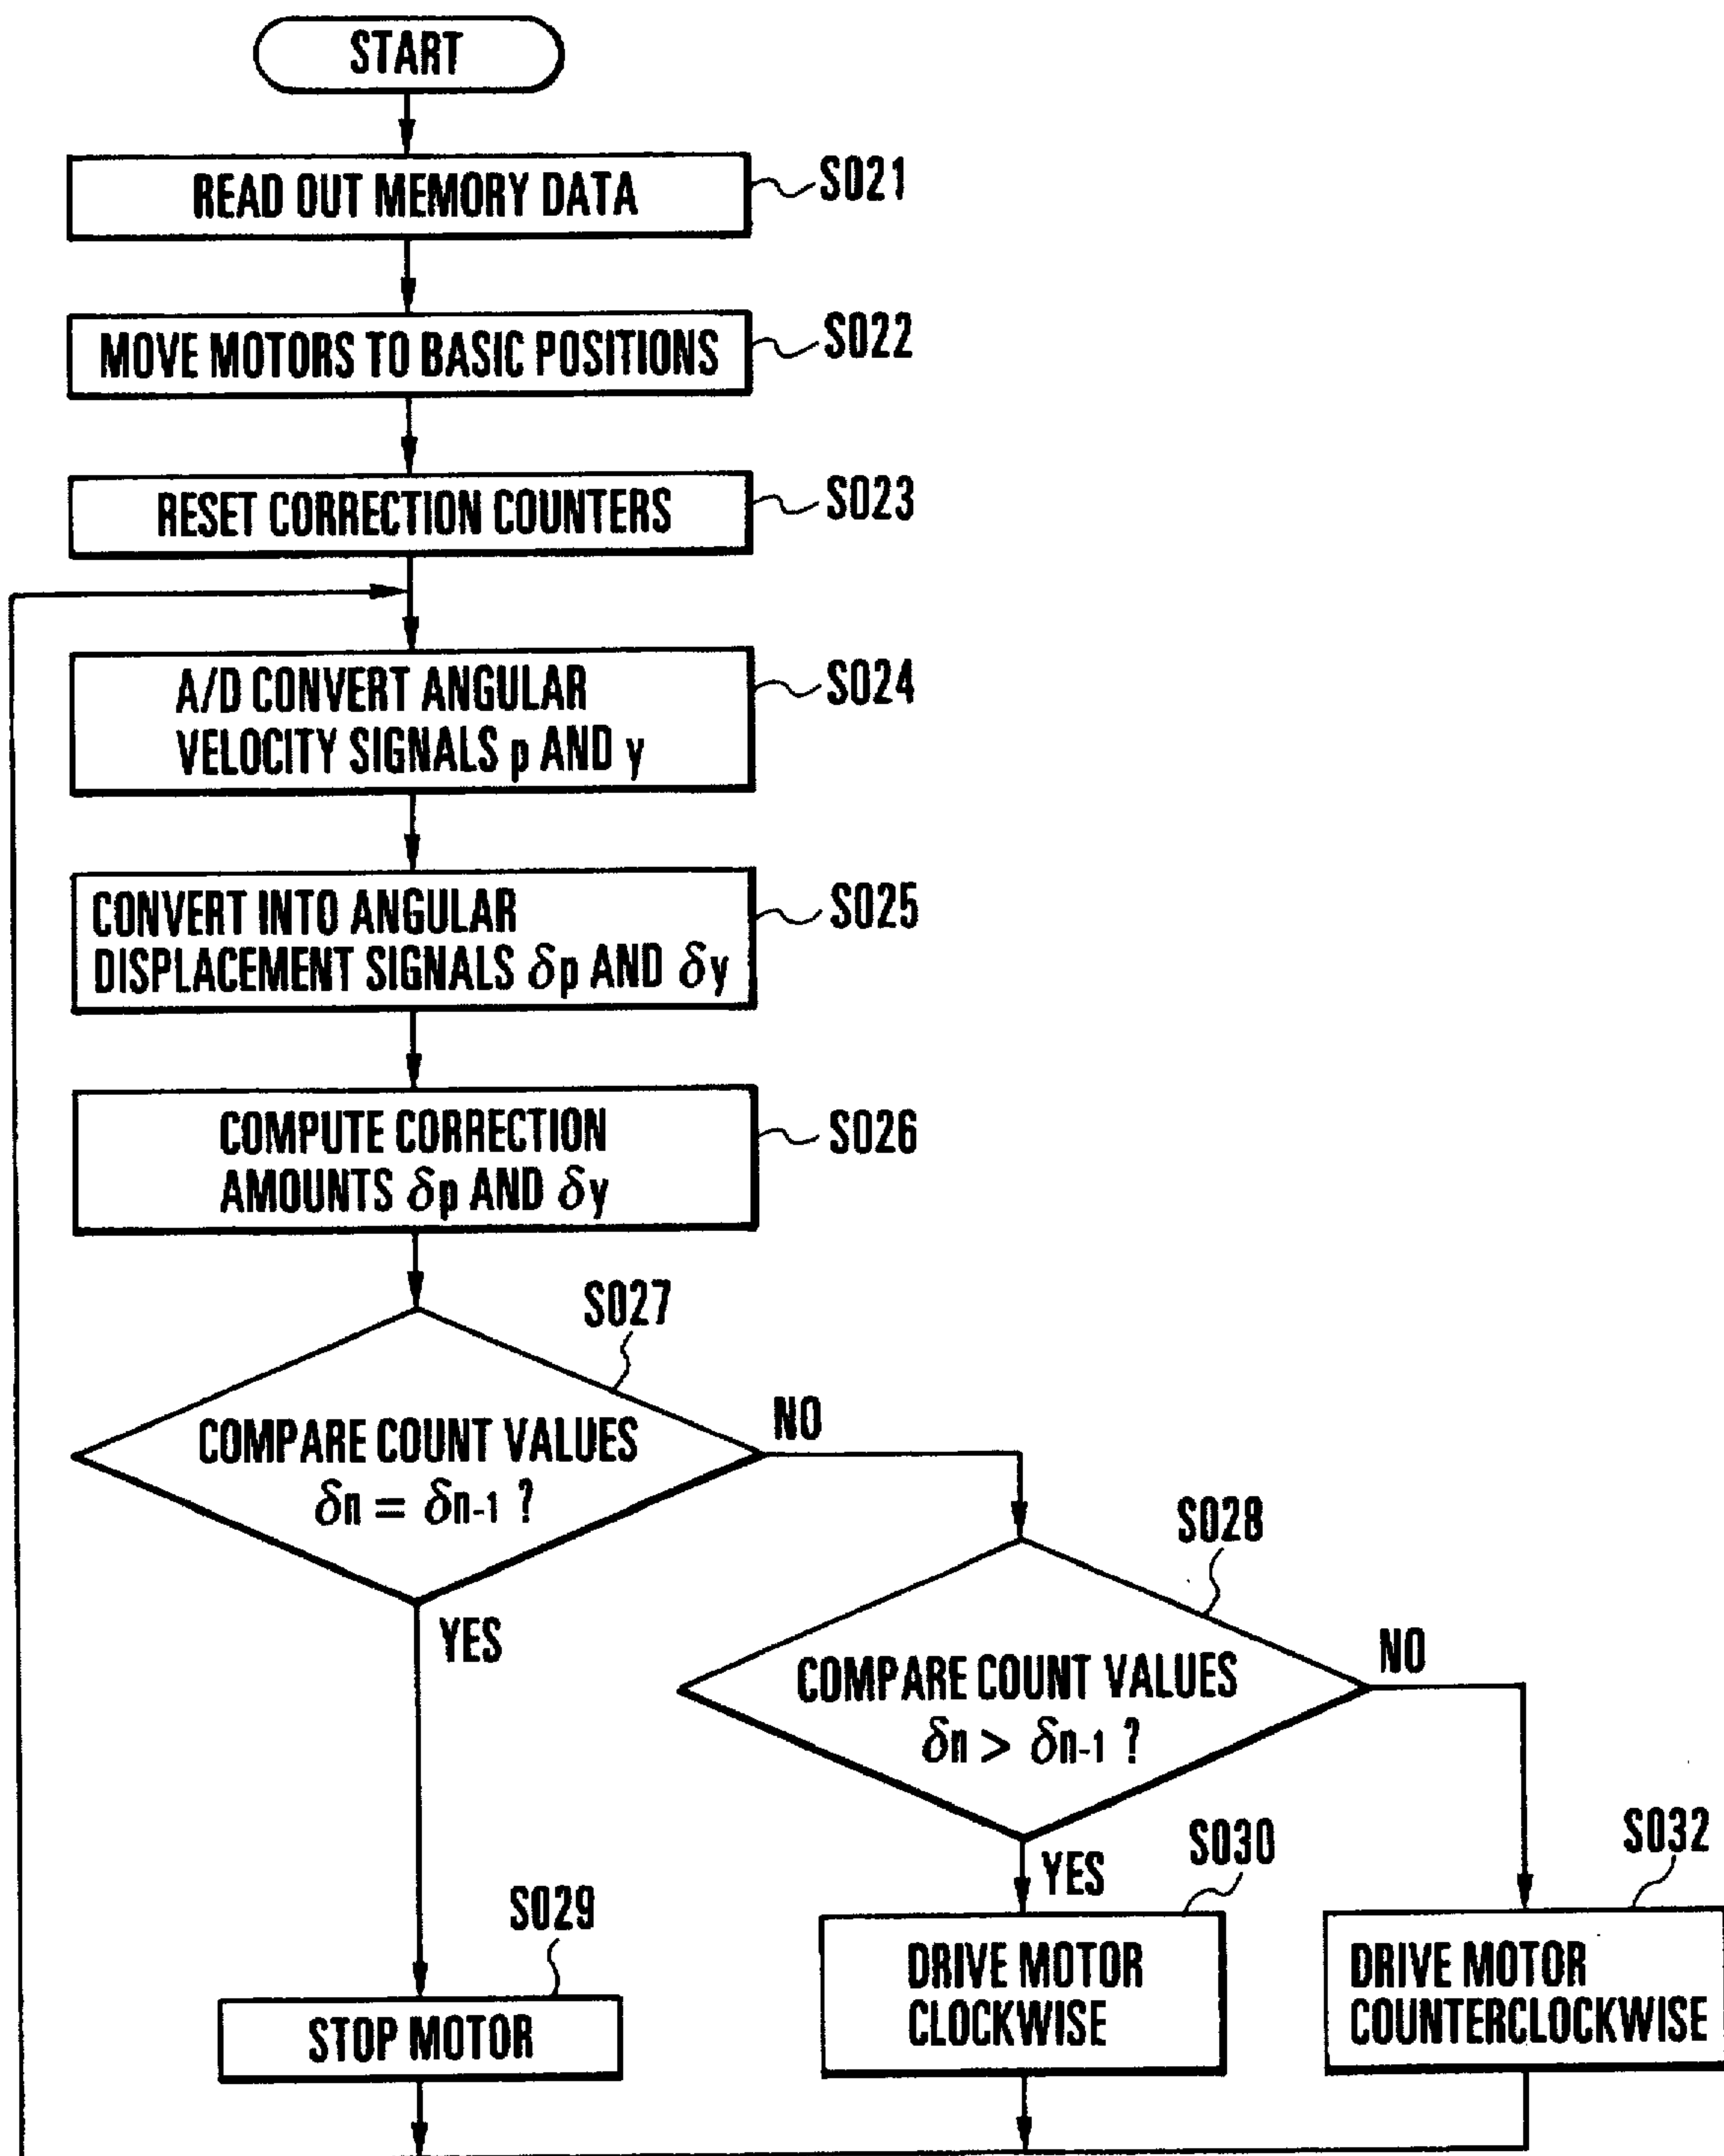 START
READ OUT MEMORY DATA
S021
MOVE MOTORS TO BASIC POSITIONS
S022
RESET CORRECTION COUNTERS
S023
A/D CONVERT ANGULAR
VELOCITY SIGNALS p AND y
S024
CONVERT INTO ANGULAR
DISPLACEMENT SIGNALS δp AND δy
S025
COMPUTE CORRECTION
AMOUNTS δp AND δy
S026
S027
COMPARE COUNT VALUES
δn = δn-1 ?
NO
YES
S028
COMPARE COUNT VALUES
δn > δn-1 ?
NO
YES
S029
STOP MOTOR
S030
DRIVE MOTOR
CLOCKWISE
S032
DRIVE MOTOR
COUNTERCLOCKWISE